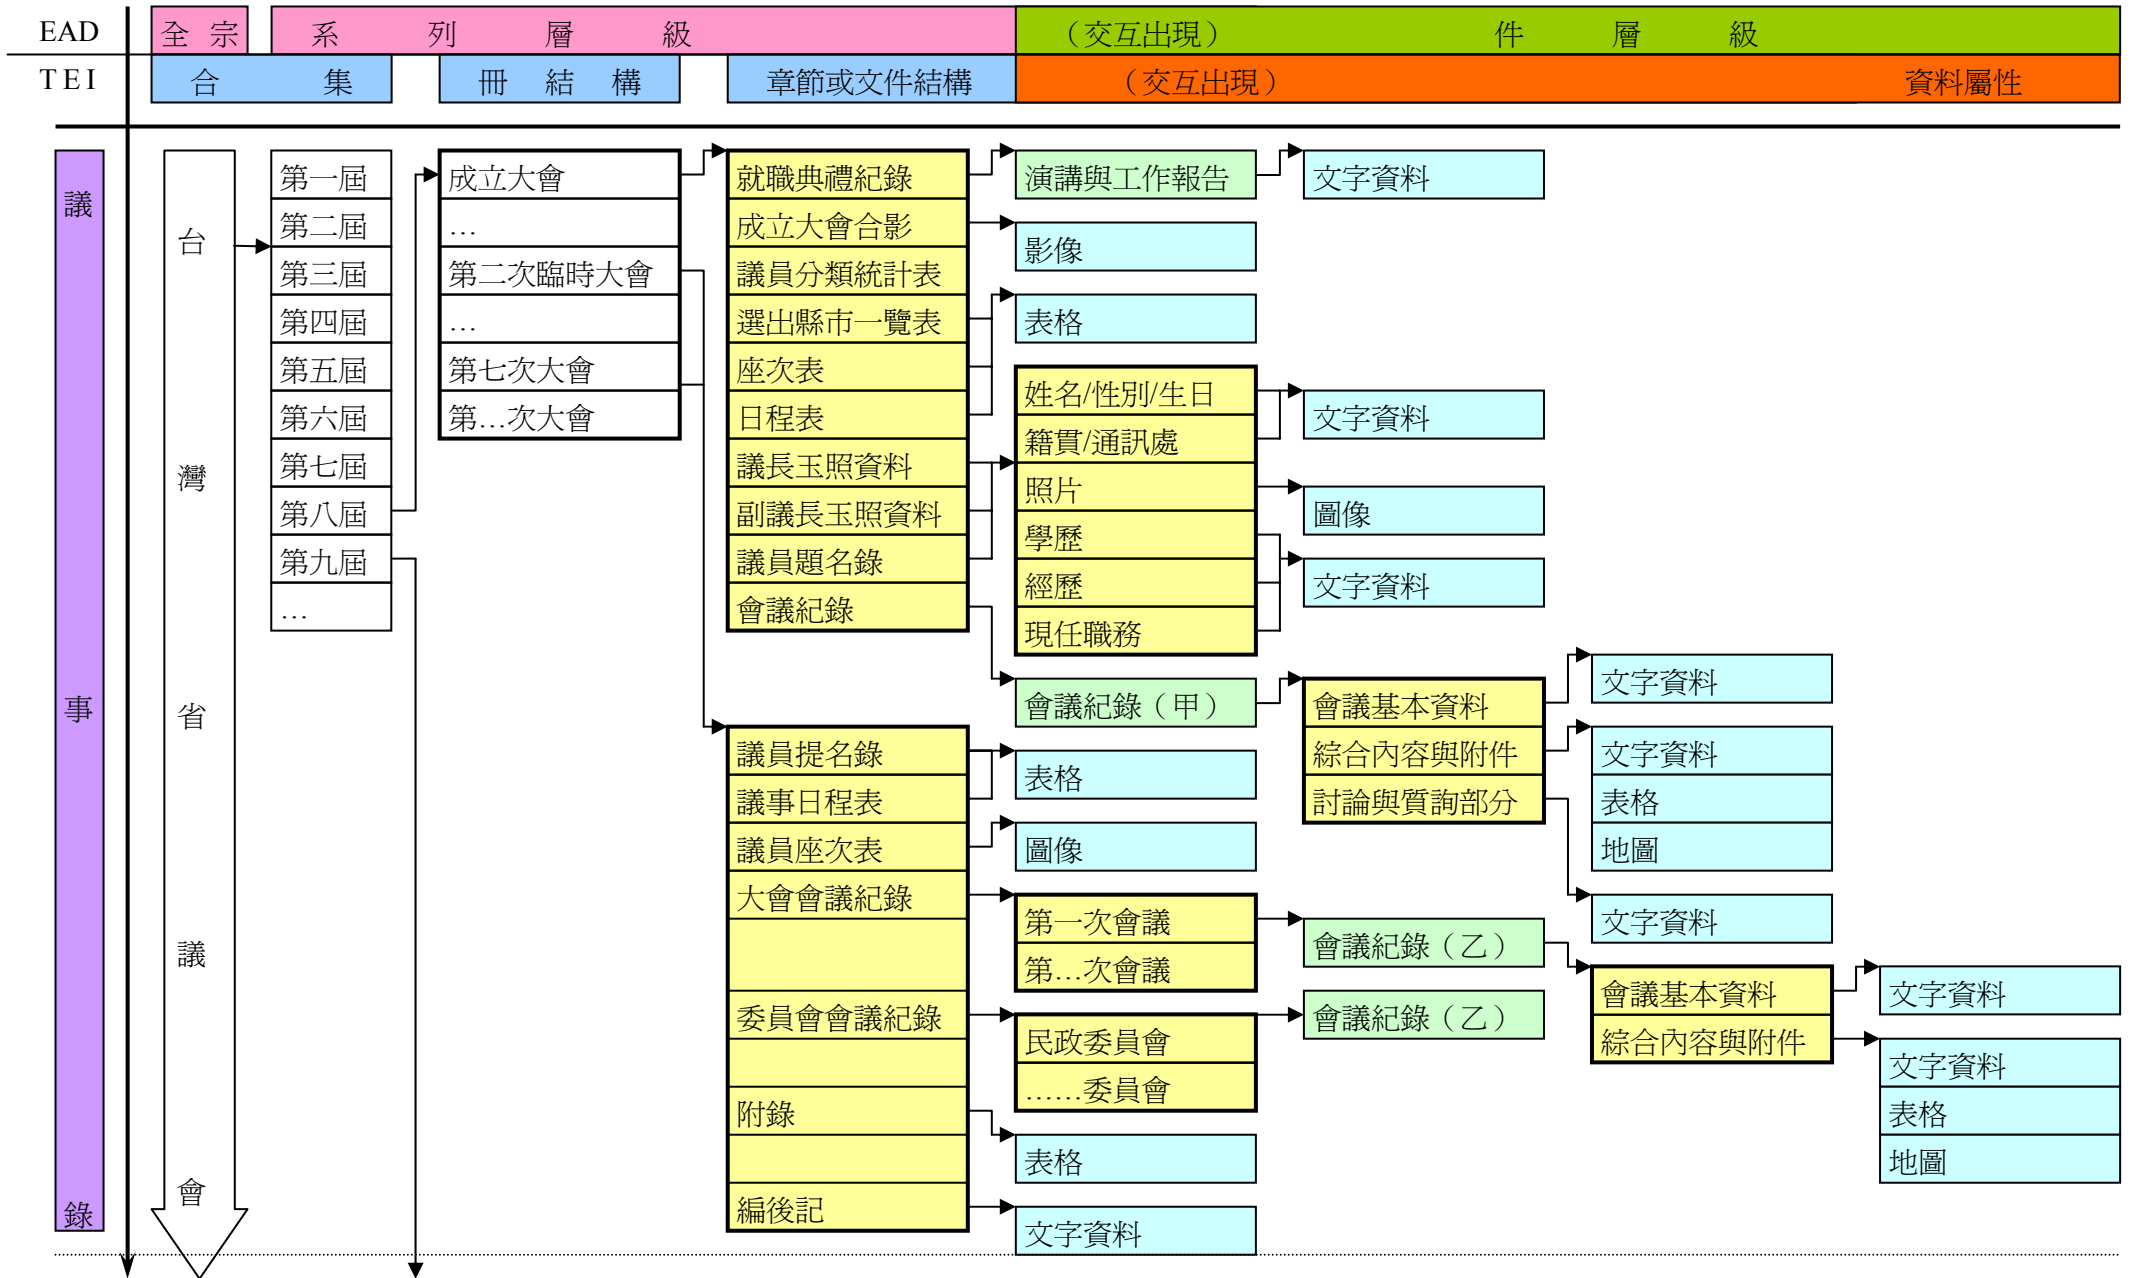 EAD
全宗
系列層級
（交互出現）
件層級
TEI
合集
冊結構
章節或文件結構
（交互出現）
資料屬性
議事錄
台灣省議會
第一屆
第二屆
第三屆
第四屆
第五屆
第六屆
第七屆
第八屆
第九屆
…
成立大會
…
第二次臨時大會
…
第七次大會
第…次大會
就職典禮紀錄
成立大會合影
議員分類統計表
選出縣市一覽表
座次表
日程表
議長玉照資料
副議長玉照資料
議員題名錄
會議紀錄
演講與工作報告
文字資料
影像
表格
姓名/性別/生日
籍貫/通訊處
照片
學歷
經歷
現任職務
文字資料
圖像
文字資料
會議紀錄（甲）
會議基本資料
綜合內容與附件
討論與質詢部分
文字資料
文字資料
表格
地圖
文字資料
議員提名錄
議事日程表
議員座次表
大會會議紀錄
委員會會議紀錄
附錄
編後記
表格
圖像
第一次會議
第…次會議
會議紀錄（乙）
民政委員會
……委員會
會議紀錄（乙）
表格
文字資料
會議基本資料
綜合內容與附件
文字資料
文字資料
表格
地圖